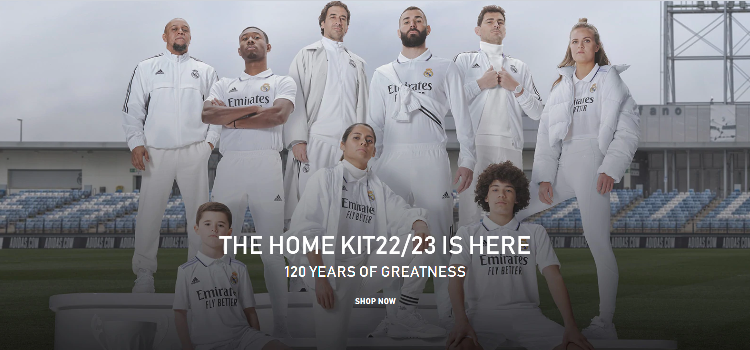 Emirates
Emirates
Emirates
FLY BETTER
Emirates
FLY BETTER
THE HOME KIT22/23 IS HERE
Emirates
FLY BETTER
120 YEARS OF GREATNESS
SHOP NOW